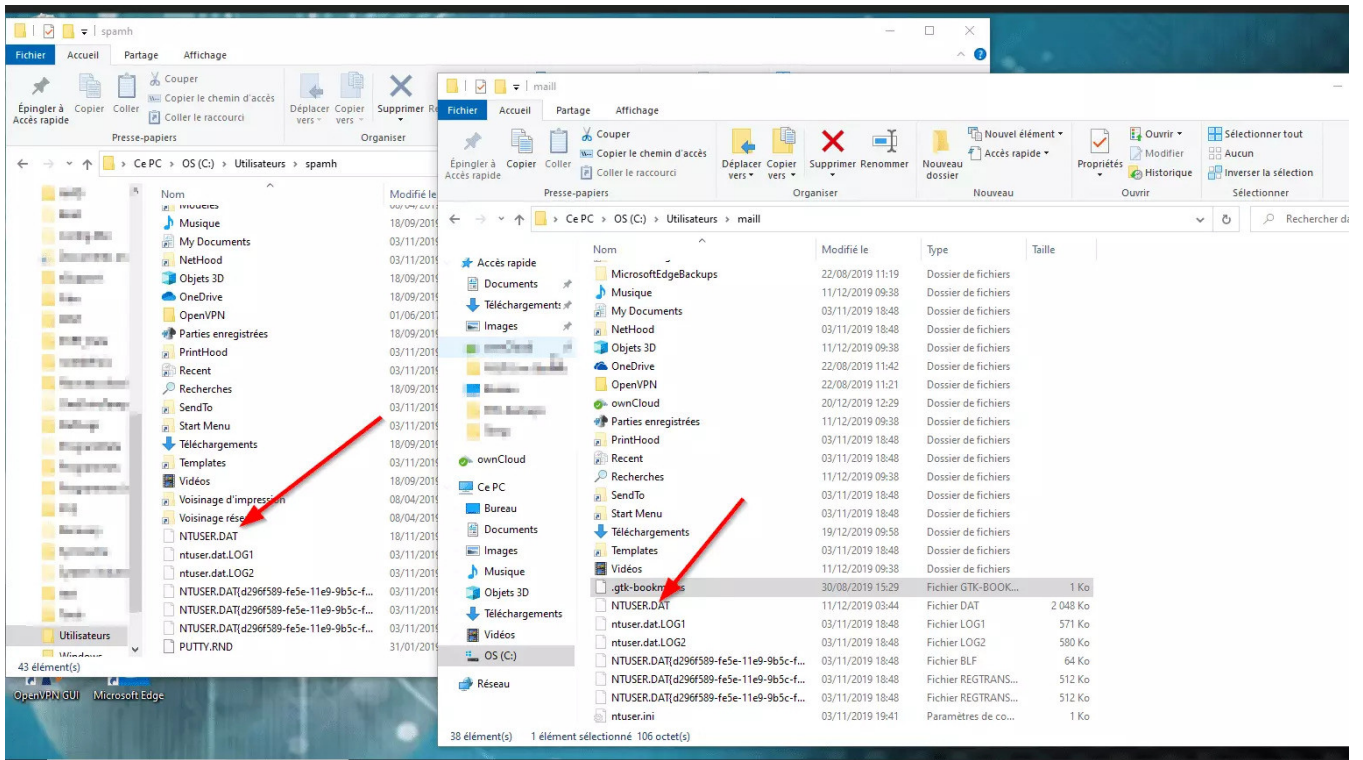 spamh
Fichier Accueil Partage Affichage
Épingler à Accès rapide
Copier
Coller
Couper
Copier le chemin d'accès
Coller le raccourci
Déplacer vers
Copier vers
Supprimer
Presse-papiers
Organiser
Ce PC > OS (C:) > Utilisateurs > spamh
Nom Modifié le
Modèles
Musique 18/09/2019
My Documents 03/11/2019
NetHood 03/11/2019
Objets 3D 18/09/2019
OneDrive 18/09/2019
OpenVPN 01/06/2017
Parties enregistrées 18/09/2019
PrintHood 03/11/2019
Recent 03/11/2019
Recherches 18/09/2019
SendTo 03/11/2019
Start Menu 03/11/2019
Téléchargements 18/09/2019
Templates 03/11/2019
Vidéos 18/09/2019
Voisinage d'impression 08/04/2019
Voisinage réseau 08/04/2019
NTUSER.DAT 18/11/2019
ntuser.dat.LOG1 03/11/2019
ntuser.dat.LOG2 03/11/2019
NTUSER.DAT{d296f589-fe5e-11e9-9b5c-f... 03/11/2019
NTUSER.DAT{d296f589-fe5e-11e9-9b5c-f... 03/11/2019
NTUSER.DAT{d296f589-fe5e-11e9-9b5c-f... 03/11/2019
PUTTY.RND 31/01/2019
Utilisateurs
Windows
43 élément(s)
OpenVPN GUI
Microsoft Edge
maill
Fichier Accueil Partage Affichage
Épingler à Accès rapide
Copier
Coller
Couper
Copier le chemin d'accès
Coller le raccourci
Déplacer vers
Copier vers
Supprimer
Renommer
Nouveau dossier
Nouvel élément
Accès rapide
Propriétés
Ouvrir
Modifier
Historique
Sélectionner tout
Aucun
Inverser la sélection
Presse-papiers
Organiser
Nouveau
Ouvrir
Sélectionner
Ce PC > OS (C:) > Utilisateurs > maill
Rechercher da
Accès rapide
Documents
Téléchargements
Images
ownCloud
Ce PC
Bureau
Documents
Images
Musique
Objets 3D
Téléchargements
Vidéos
OS (C:)
Réseau
Nom Modifié le Type Taille
MicrosoftEdgeBackups 22/08/2019 11:19 Dossier de fichiers
Musique 11/12/2019 09:38 Dossier de fichiers
My Documents 03/11/2019 18:48 Dossier de fichiers
NetHood 03/11/2019 18:48 Dossier de fichiers
Objets 3D 11/12/2019 09:38 Dossier de fichiers
OneDrive 22/08/2019 11:42 Dossier de fichiers
OpenVPN 22/08/2019 11:21 Dossier de fichiers
ownCloud 20/12/2019 12:29 Dossier de fichiers
Parties enregistrées 11/12/2019 09:38 Dossier de fichiers
PrintHood 03/11/2019 18:48 Dossier de fichiers
Recent 03/11/2019 18:48 Dossier de fichiers
Recherches 11/12/2019 09:38 Dossier de fichiers
SendTo 03/11/2019 18:48 Dossier de fichiers
Start Menu 03/11/2019 18:48 Dossier de fichiers
Téléchargements 19/12/2019 09:58 Dossier de fichiers
Templates 03/11/2019 18:48 Dossier de fichiers
Vidéos 11/12/2019 09:38 Dossier de fichiers
.gtk-bookmarks 30/08/2019 15:29 Fichier GTK-BOOK... 1 Ko
NTUSER.DAT 11/12/2019 03:44 Fichier DAT 2 048 Ko
ntuser.dat.LOG1 03/11/2019 18:48 Fichier LOG1 571 Ko
ntuser.dat.LOG2 03/11/2019 18:48 Fichier LOG2 580 Ko
NTUSER.DAT{d296f589-fe5e-11e9-9b5c-f... 03/11/2019 18:48 Fichier BLF 64 Ko
NTUSER.DAT{d296f589-fe5e-11e9-9b5c-f... 03/11/2019 18:48 Fichier REGTRANS... 512 Ko
NTUSER.DAT{d296f589-fe5e-11e9-9b5c-f... 03/11/2019 18:48 Fichier REGTRANS... 512 Ko
ntuser.ini 03/11/2019 19:41 Paramètres de co... 1 Ko
38 élément(s) 1 élément sélectionné 106 octet(s)